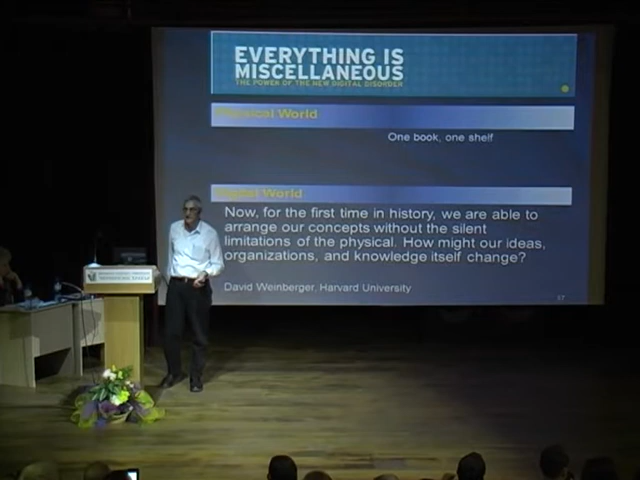 EVERYTHING IS
MISCELLANEOUS
THE POWER OF THE NEW DIGITAL DISORDER
Physical World
One book, one shelf
Digital World
Now, for the first time in history, we are able to
arrange our concepts without the silent
limitations of the physical. How might our ideas,
organizations, and knowledge itself change?
David Weinberger, Harvard University
17